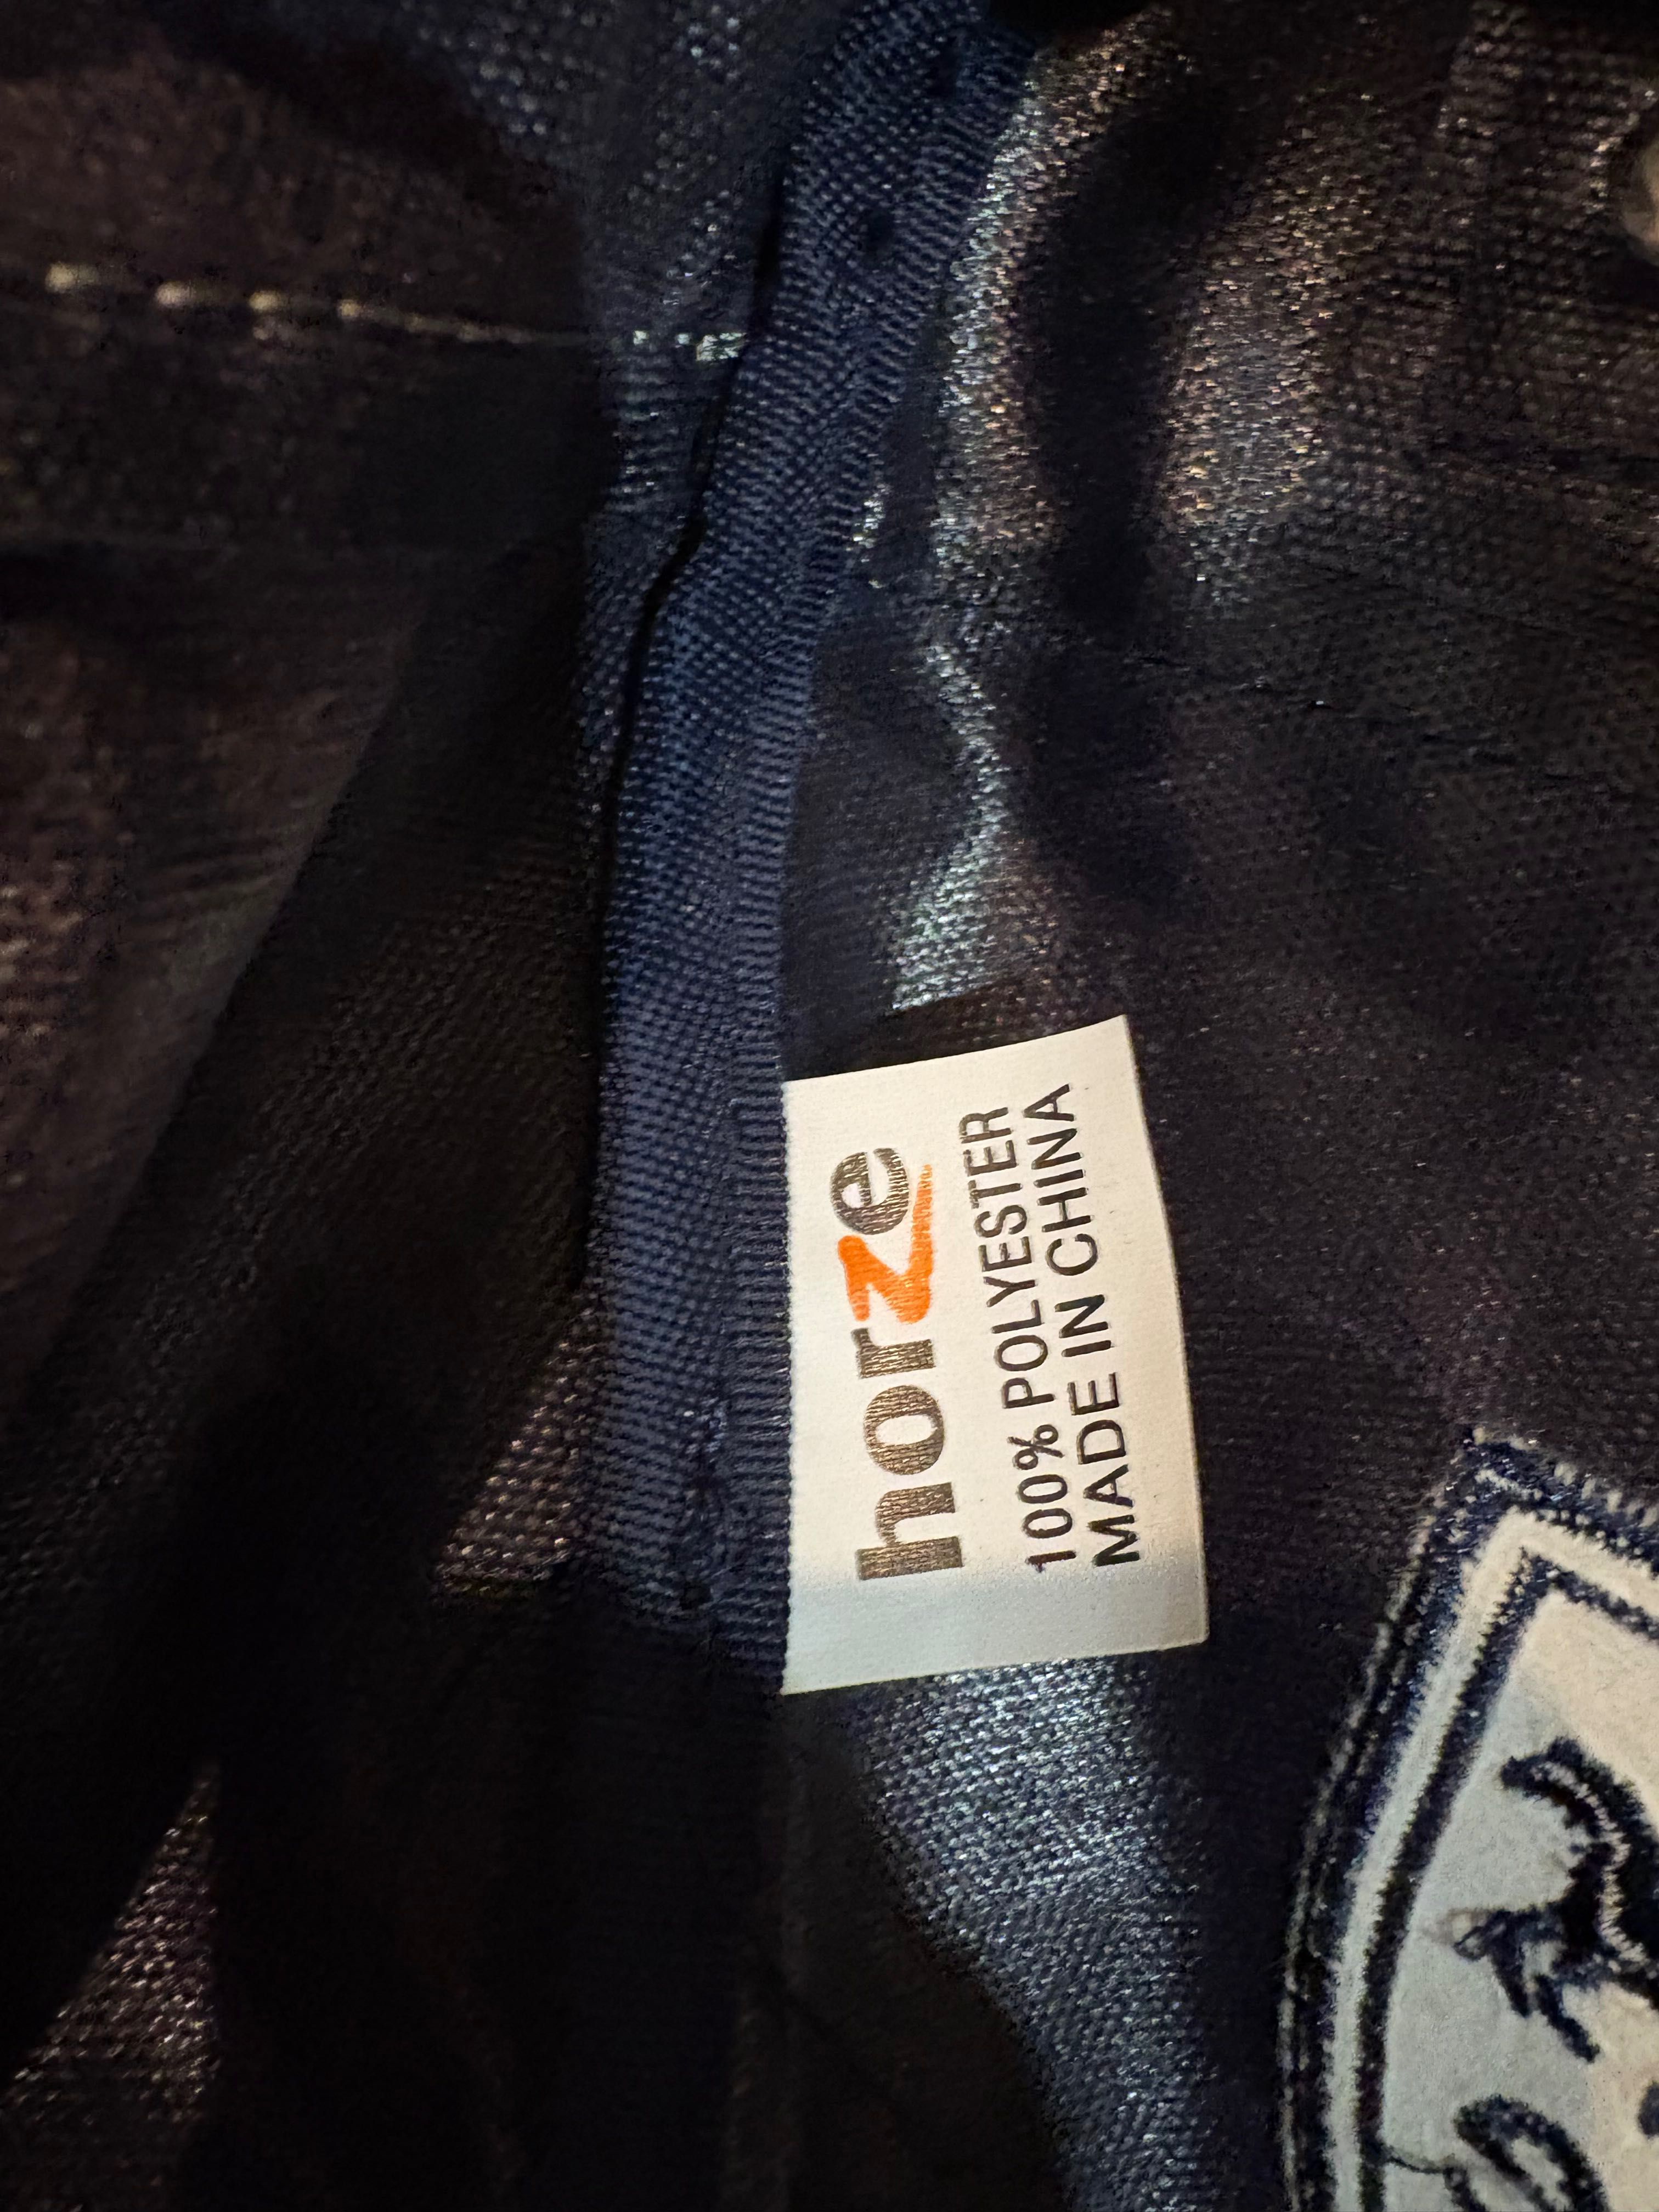 horze
100% POLYESTER
MADE IN CHINA